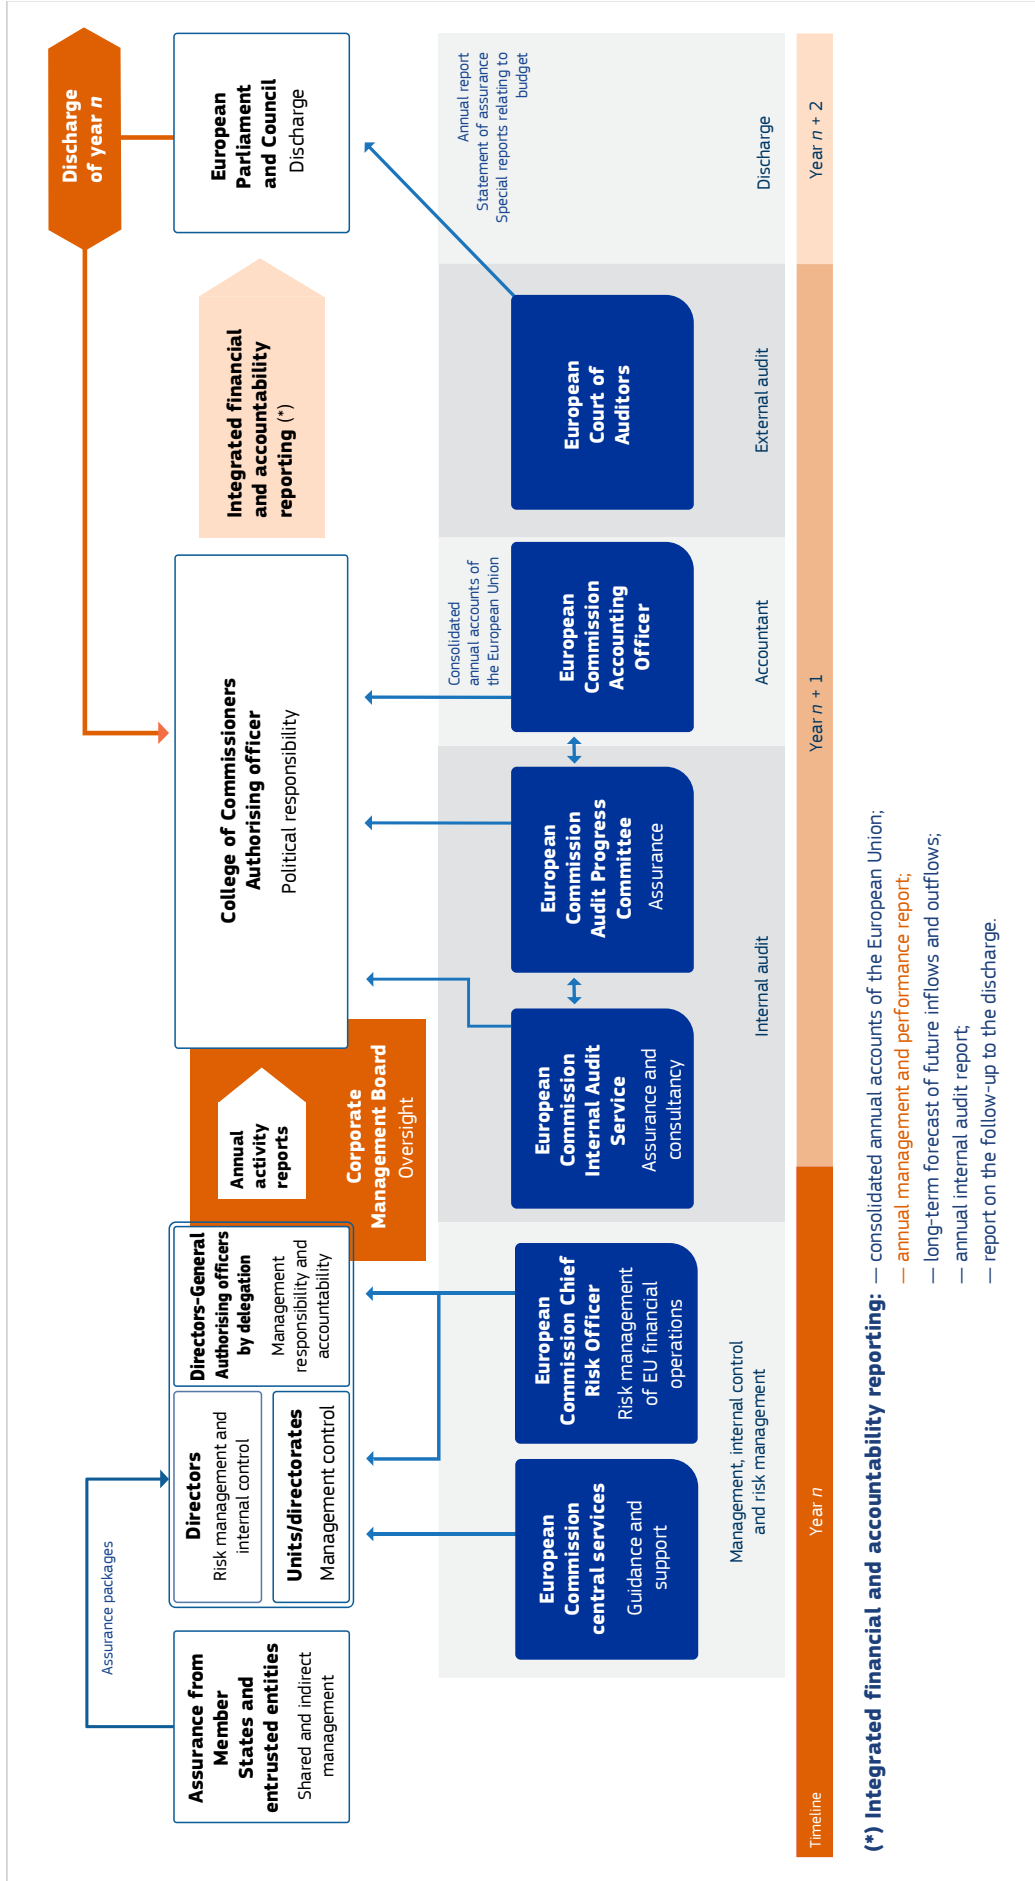 Assurance packages
Assurance from
Member
States and
entrusted entities
Shared and indirect
management
Directors
Risk management and
internal control
Units/directorates
Management control
Directors-General
Authorising officers
by delegation
Management
responsibility and
accountability
Annual
activity
reports
Corporate
Management Board
Oversight
College of Commissioners
Authorising officer
Political responsibility
Integrated financial
and accountability
reporting (*)
Discharge
of year n
European
Parliament
and Council
Discharge
European
Commission
central services
Guidance and
support
European
Commission Chief
Risk Officer
Risk management
of EU financial
operations
Management, internal control
and risk management
European
Commission
Internal Audit
Service
Assurance and
consultancy
European
Commission
Audit Progress
Committee
Assurance
Internal audit
Consolidated
annual accounts of
the European Union
European
Commission
Accounting
Officer
Accountant
European
Court of
Auditors
External audit
Annual report
Statement of assurance
Special reports relating to
budget
Discharge
Timeline
Year n
Year n + 1
Year n + 2
(*) Integrated financial and accountability reporting: — consolidated annual accounts of the European Union;
— annual management and performance report;
— long-term forecast of future inflows and outflows;
— annual internal audit report;
— report on the follow-up to the discharge.